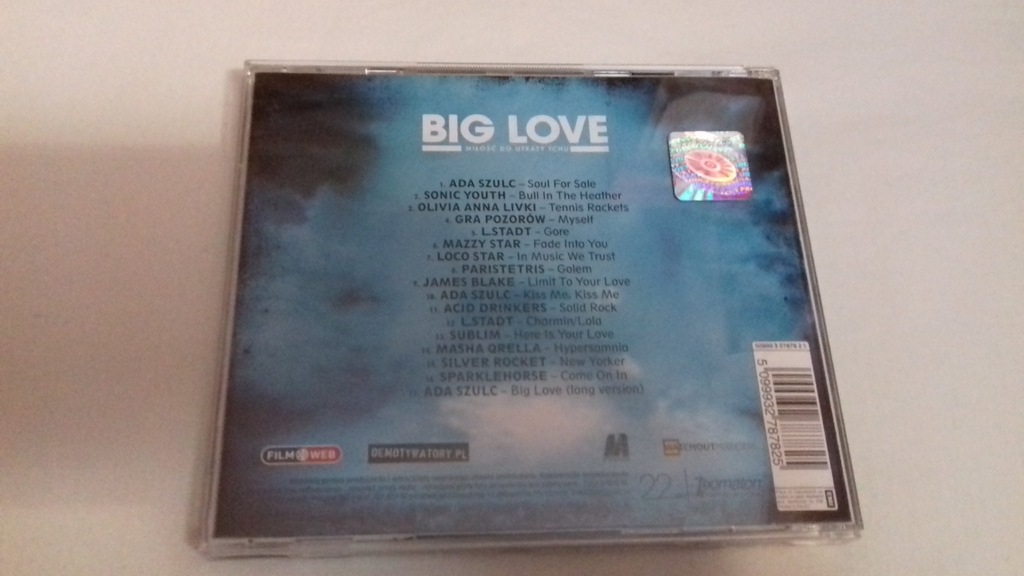 BIG LOVE
MIŁOŚĆ DO UTRATY TCHU
1. ADA SZULC – Soul For Sale
2. SONIC YOUTH – Bull In The Heather
3. OLIVIA ANNA LIVKI – Tennis Rackets
4. GRA POZORÓW – Myself
5. L.STADT – Gore
6. MAZZY STAR – Fade Into You
7. LOCO STAR – In Music We Trust
8. PARISTETRIS – Golem
9. JAMES BLAKE – Limit To Your Love
10. ADA SZULC – Kiss Me, Kiss Me
11. ACID DRINKERS – Solid Rock
12. L.STADT – Charmin/Lola
13. SUBLIM – Here Is Your Love
14. MASHA QRELLA – Hypersomnia
15. SILVER ROCKET – New Yorker
16. SPARKLEHORSE – Come On In
17. ADA SZULC – Big Love (long version)
FILMWEB
DEMOTYWATORY.PL
22
pomaton
5 099932 787825